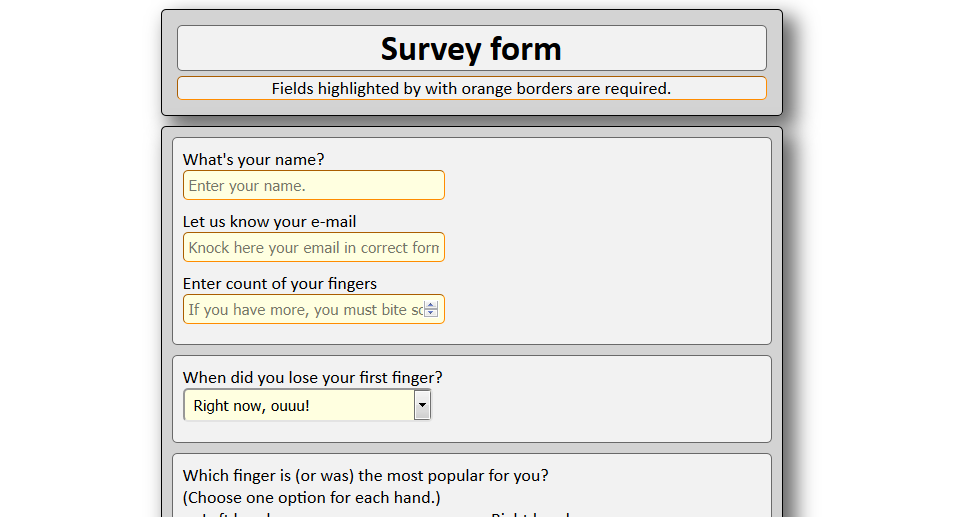 Survey form
Fields highlighted by with orange borders are required.
What's your name?
Enter your name.
Let us know your e-mail
Knock here your email in correct form
Enter count of your fingers
If you have more, you must bite
When did you lose your first finger?
Right now, ouuu!
Which finger is (or was) the most popular for you?
(Choose one option for each hand.)